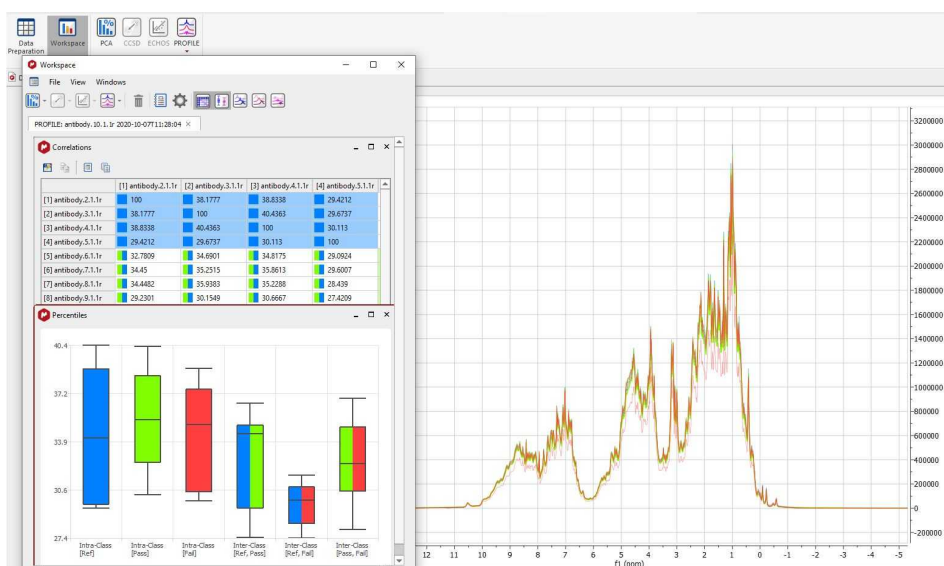 Data Preparation
Workspace
PCA
CCSD
ECHOS
PROFILE
Workspace
File View Windows
PROFILE: antibody.10.1.1r 2020-10-07T11:28:04
Correlations
[1] antibody.2.1.1r [2] antibody.3.1.1r [3] antibody.4.1.1r [4] antibody.5.1.1r
[1] antibody.2.1.1r 100 38.1777 38.8338 29.4212
[2] antibody.3.1.1r 38.1777 100 40.4363 29.6737
[3] antibody.4.1.1r 38.8338 40.4363 100 30.113
[4] antibody.5.1.1r 29.4212 29.6737 30.113 100
[5] antibody.6.1.1r 32.7809 34.6901 34.8175 29.0924
[6] antibody.7.1.1r 34.45 35.2515 35.8613 29.6007
[7] antibody.8.1.1r 34.4482 35.9383 35.2288 28.439
[8] antibody.9.1.1r 29.2301 30.1549 30.6667 27.4209
Percentiles
40.4
37.2
33.9
30.6
27.4
Intra-Class [Ref]
Intra-Class [Pass]
Intra-Class [Fail]
Inter-Class [Ref, Pass]
Inter-Class [Ref, Fail]
Inter-Class [Pass, Fail]
3200000
3000000
2800000
2600000
2400000
2200000
2000000
1800000
1600000
1400000
1200000
1000000
800000
600000
400000
200000
0
-200000
12 11 10 9 8 7 6 5 4 3 2 1 0 -1 -2 -3 -4 -5
f1 (ppm)